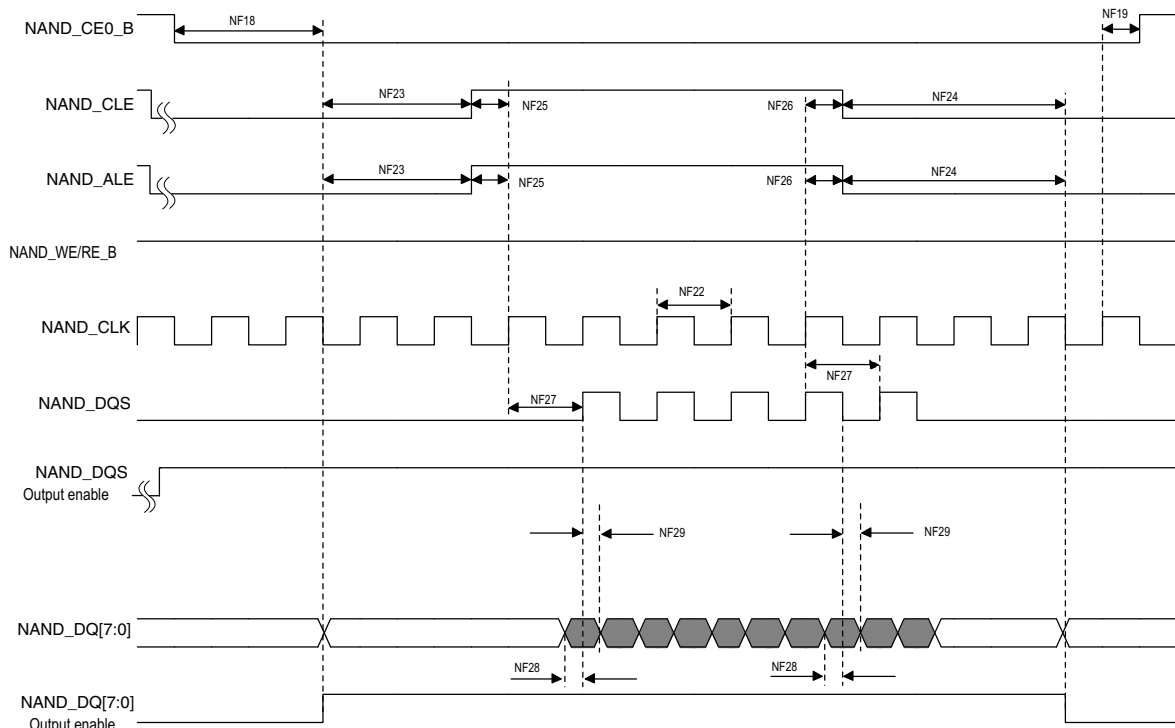 NF18
NF19
NAND_CE0_B
NAND_CLE
NF23
NF25
NF26
NF24
NAND_ALE
NF23
NF25
NF26
NF24
NAND_WE/RE_B
NF22
NAND_CLK
NF27
NAND_DQS
NF27
NAND_DQS
Output enable
NF29
NF29
NAND_DQ[7:0]
NF28
NF28
NAND_DQ[7:0]
Output enable